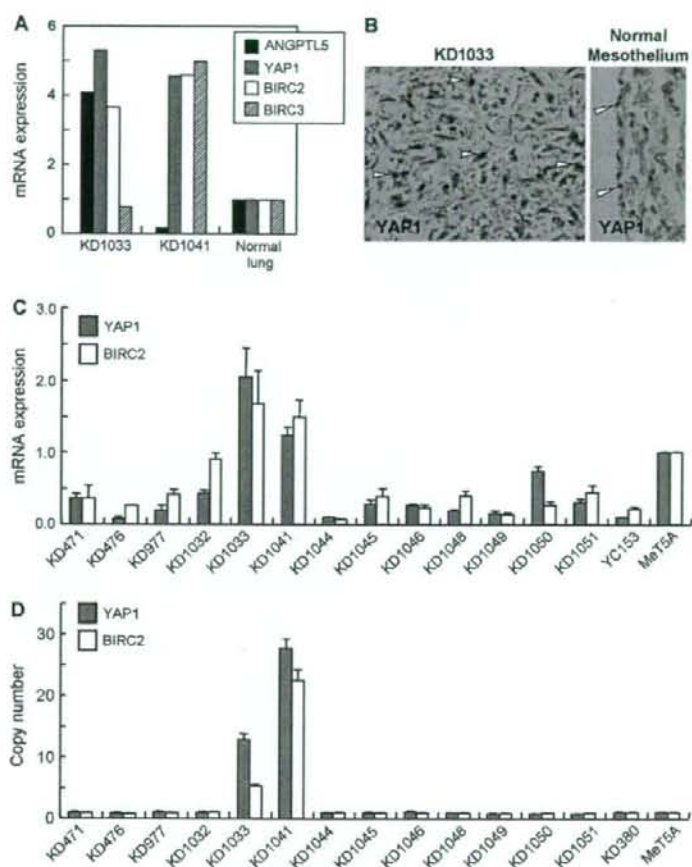 A
mRNA expression
6
4
2
0
ANGPTL5
YAP1
BIRC2
BIRC3
KD1033
KD1041
Normal lung
B
KD1033
Normal
Mesothelium
YAP1
YAP1
C
mRNA expression
3.0
2.0
1.0
0.0
YAP1
BIRC2
KD471
KD476
KD977
KD1032
KD1033
KD1041
KD1044
KD1045
KD1046
KD1048
KD1049
KD1050
KD1051
YC153
MeT5A
D
Copy number
30
20
10
0
YAP1
BIRC2
KD471
KD476
KD977
KD1032
KD1033
KD1041
KD1044
KD1045
KD1046
KD1048
KD1049
KD1050
KD1051
KD380
MeT5A